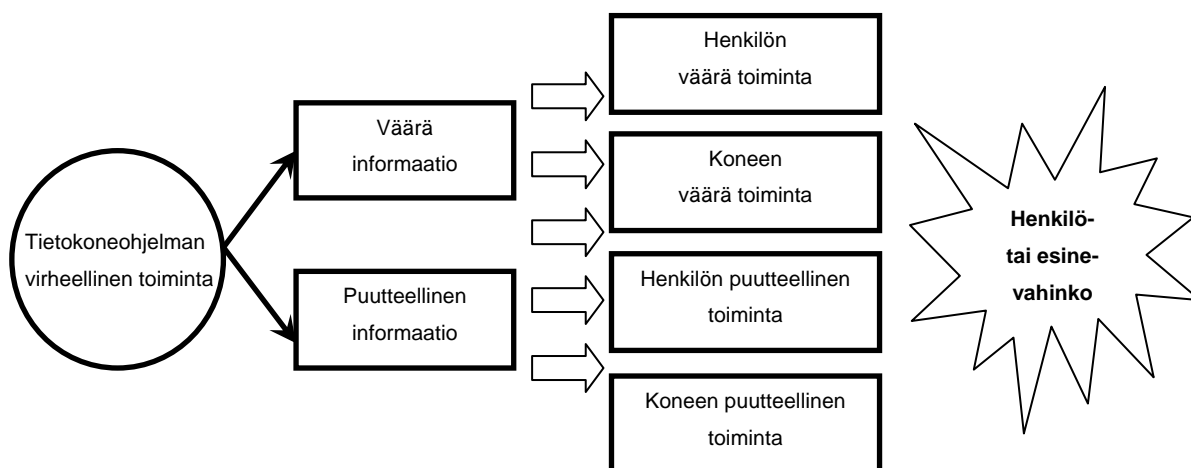 Tietokoneohjelman
virheellinen toiminta
Väärä
informaatio
Puutteellinen
informaatio
Henkilön
väärä toiminta
Koneen
väärä toiminta
Henkilön puutteellinen
toiminta
Koneen puutteellinen
toiminta
Henkilö-
tai esine-
vahinko